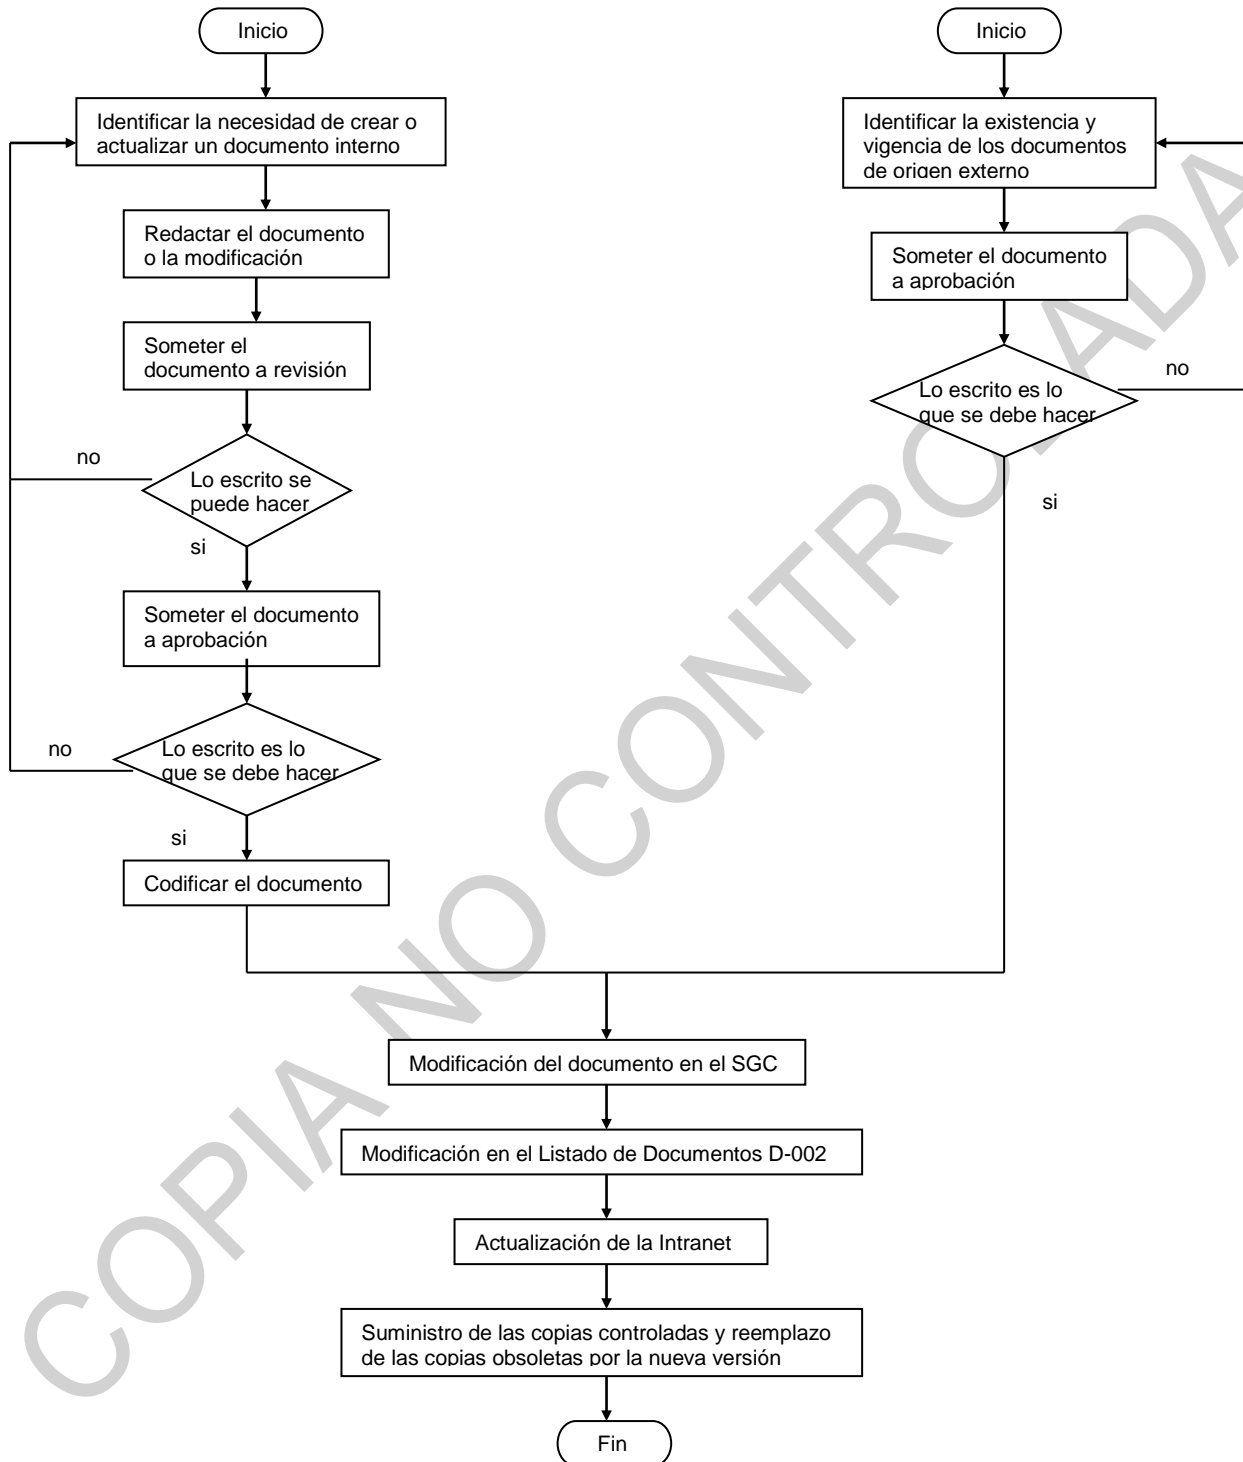 Inicio
Identificar la necesidad de crear o
actualizar un documento interno
Redactar el documento
o la modificación
Someter el
documento a revisión
no
Lo escrito se
puede hacer
si
Someter el documento
a aprobación
no
Lo escrito es lo
que se debe hacer
si
Codificar el documento
Inicio
Identificar la existencia y
vigencia de los documentos
de origen externo
Someter el documento
a aprobación
no
Lo escrito es lo
que se debe hacer
si
Modificación del documento en el SGC
Modificación en el Listado de Documentos D-002
Actualización de la Intranet
Suministro de las copias controladas y reemplazo
de las copias obsoletas por la nueva versión
Fin
COPIA NO CONTROLADA